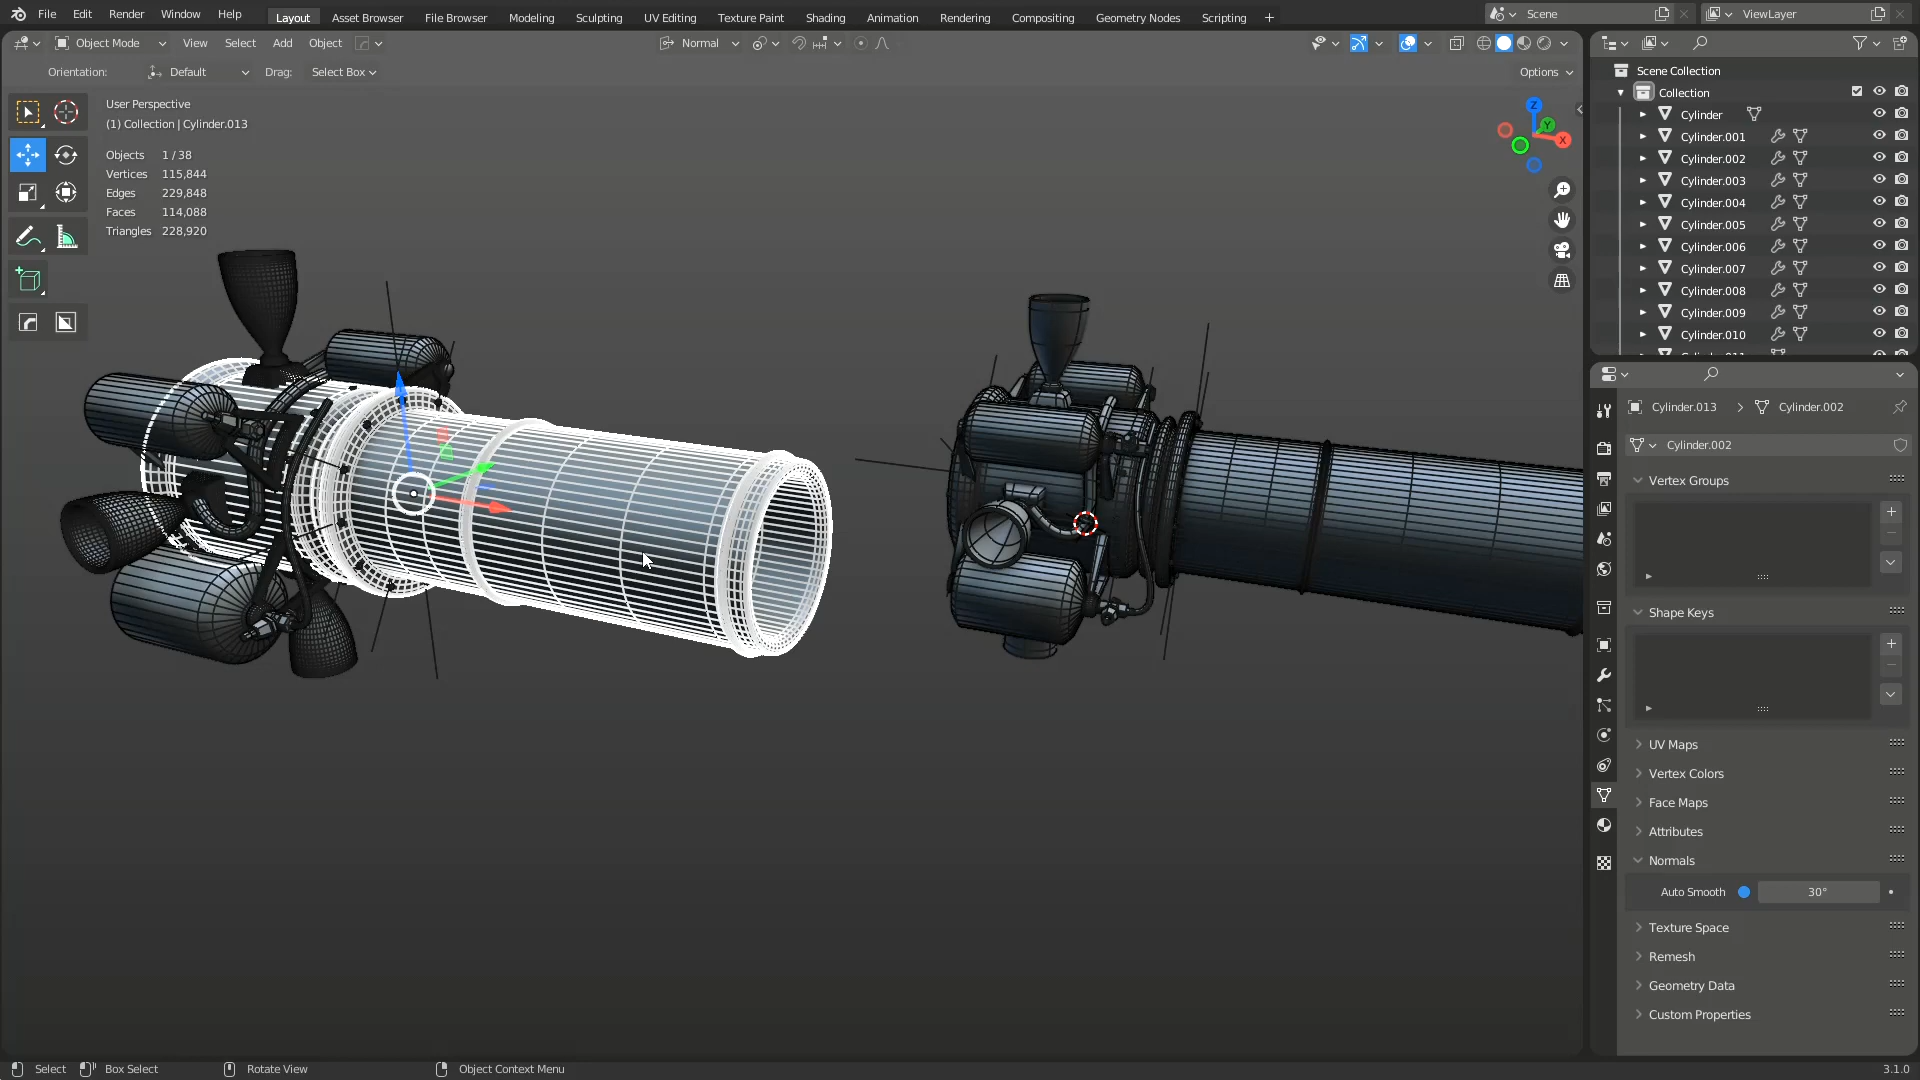 File Edit Render Window Help Layout Asset Browser File Browser Modeling Sculpting UV Editing Texture Paint Shading Animation Rendering Compositing Geometry Nodes Scripting + Scene ViewLayer
Object Mode View Select Add Object Normal
Orientation: Default Drag: Select Box Options
User Perspective
(1) Collection | Cylinder.013
Objects 1 / 38
Vertices 115,844
Edges 229,848
Faces 114,088
Triangles 228,920
Z
Y
X
Scene Collection
Collection
Cylinder
Cylinder.001
Cylinder.002
Cylinder.003
Cylinder.004
Cylinder.005
Cylinder.006
Cylinder.007
Cylinder.008
Cylinder.009
Cylinder.010
Cylinder.013 Cylinder.002
Cylinder.002
Vertex Groups
Shape Keys
UV Maps
Vertex Colors
Face Maps
Attributes
Normals
Auto Smooth 30°
Texture Space
Remesh
Geometry Data
Custom Properties
Select Box Select Rotate View Object Context Menu 3.1.0